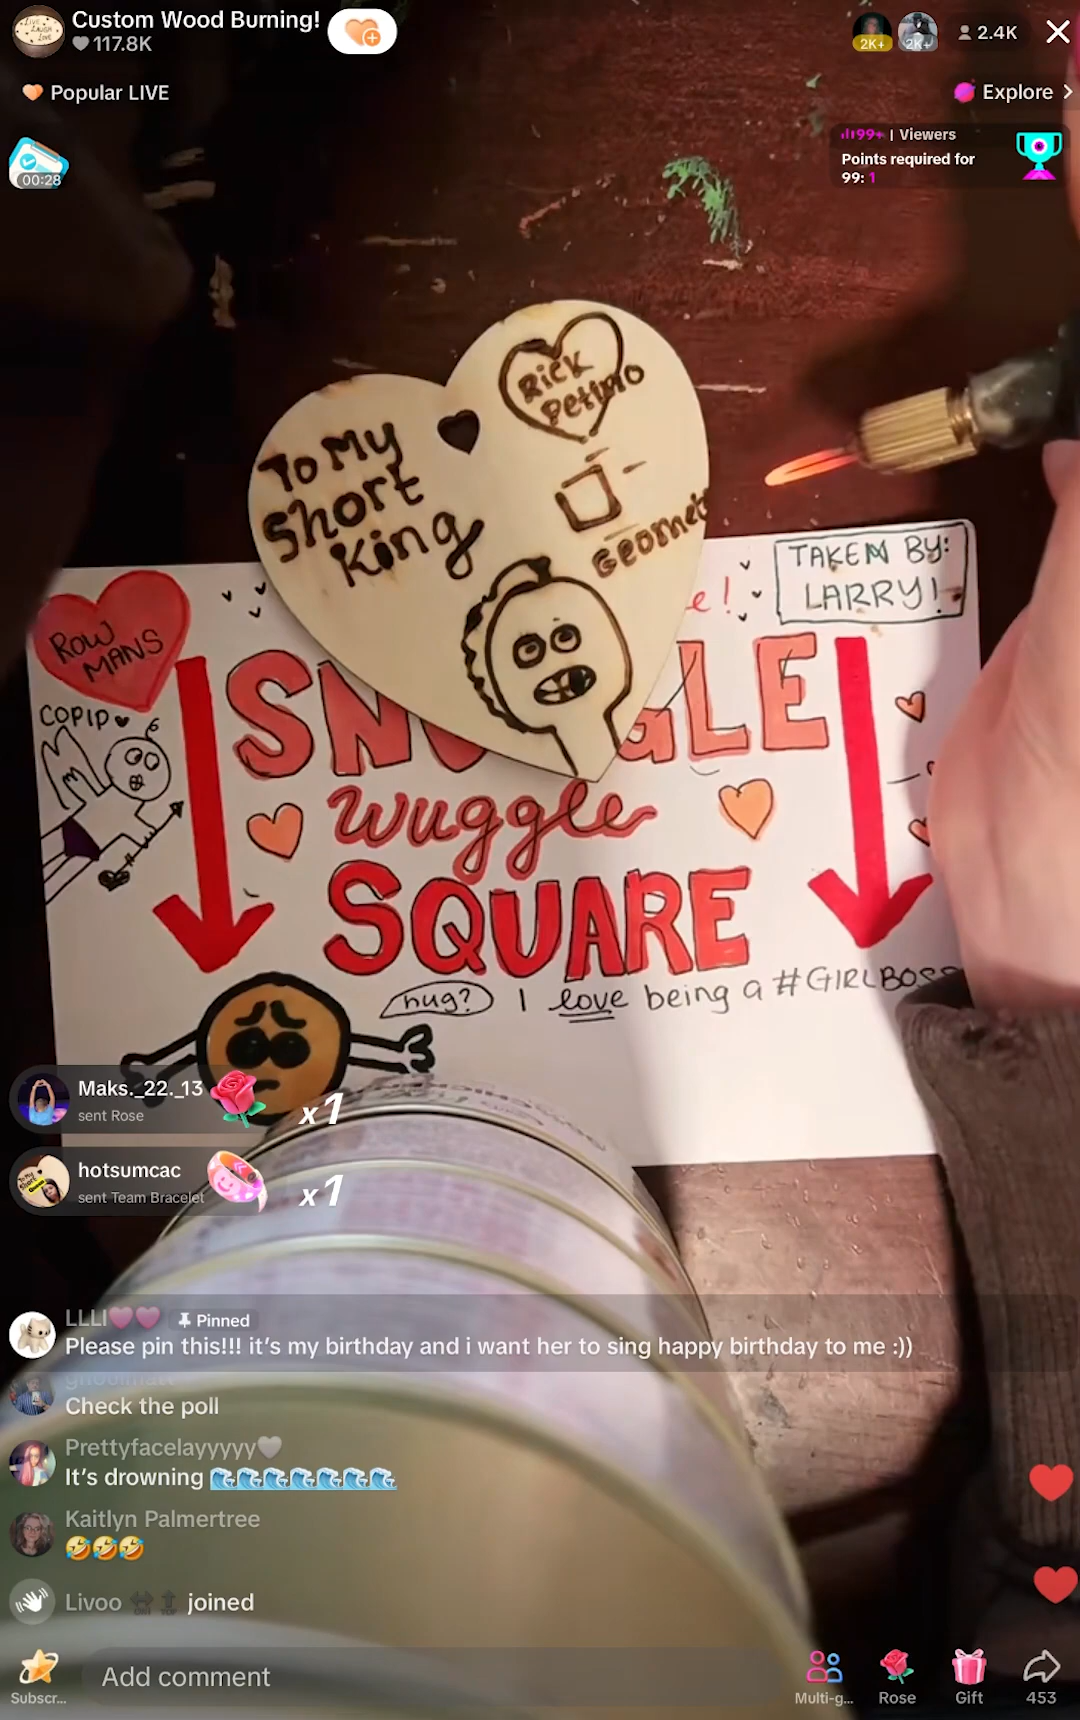 Custom Wood Burning!
117.8K
2K+
2K+
2.4K
Popular LIVE
Explore
00:28
99+ | Viewers
Points required for
99: 1
To My
Short
King
Rick
Geomet
TAKEN BY:
LARRY!
e!
ROW
MANS
COPID
SN GLE
wuggle
SQUARE
hug? I love being a #GIRLBOSS
Maks._22._13
sent Rose
x1
hotsumcac
sent Team Bracelet
x1
LLLI Pinned
Please pin this!!! it's my birthday and i want her to sing happy birthday to me :))
Check the poll
Prettyfacelayyyyy
It's drowning
Kaitlyn Palmertree
Livoo joined
Add comment
Subscr...
Multi-g...
Rose
Gift
453